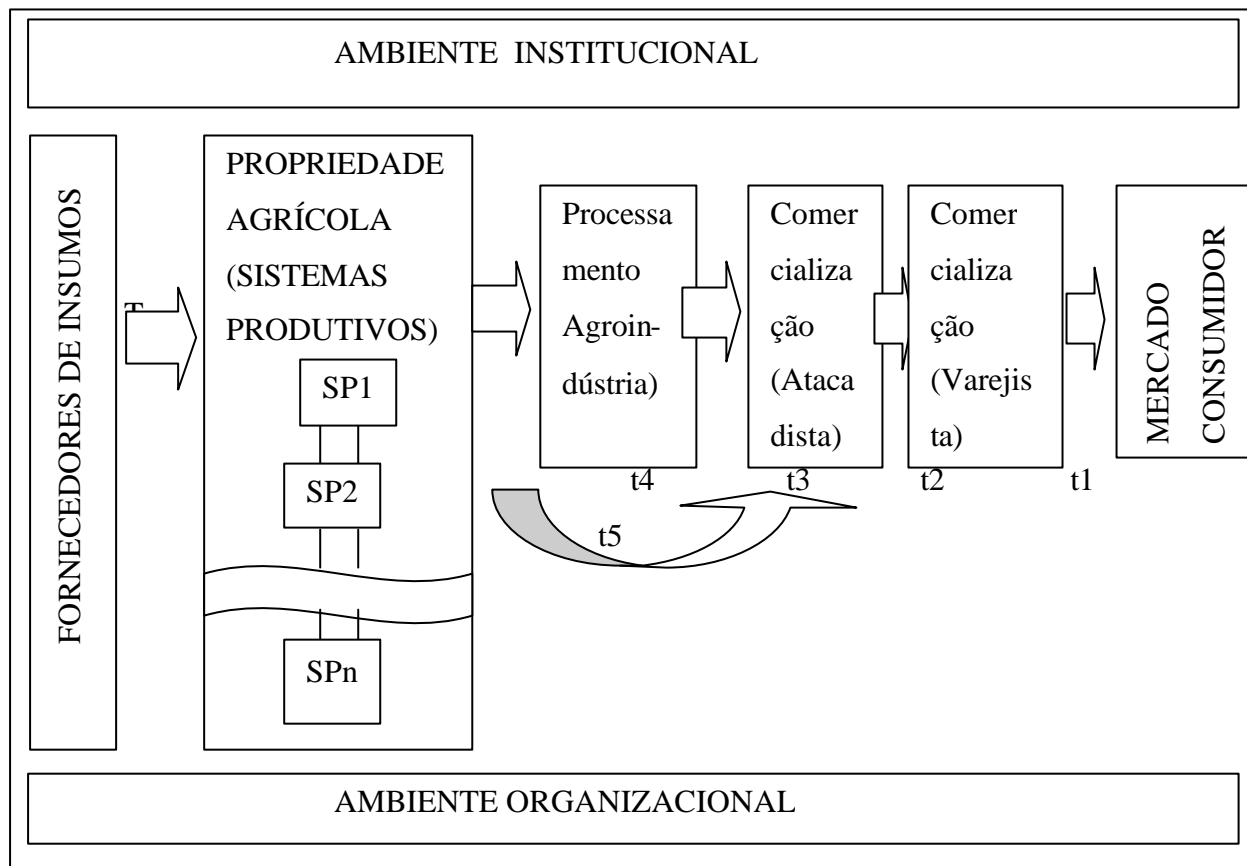 AMBIENTE INSTITUCIONAL
FORNECEDORES DE INSUMOS
PROPRIEDADE
AGRÍCOLA
(SISTEMAS
PRODUTIVOS)
SP1
SP2
SPn
Processa
mento
Agroin-
dústria)
Comer
cializa
ção
(Ataca
dista)
Comer
cializa
ção
(Varejis
ta)
MERCADO
CONSUMIDOR
t4
t3
t2
t1
t5
AMBIENTE ORGANIZACIONAL